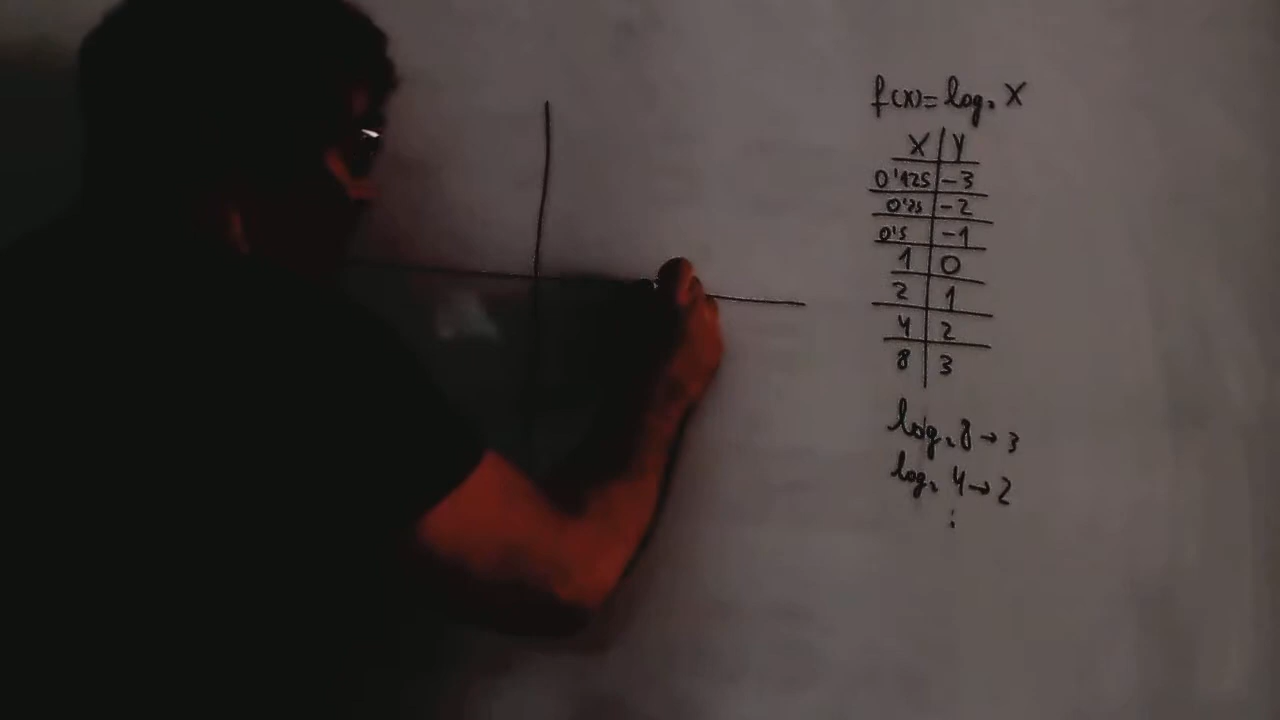 f(x)= log₂ X
X Y
0'125 -3
0'25 -2
0'5 -1
1 0
2 1
4 2
8 3
log₂ 8 → 3
log₂ 4 → 2
⋮